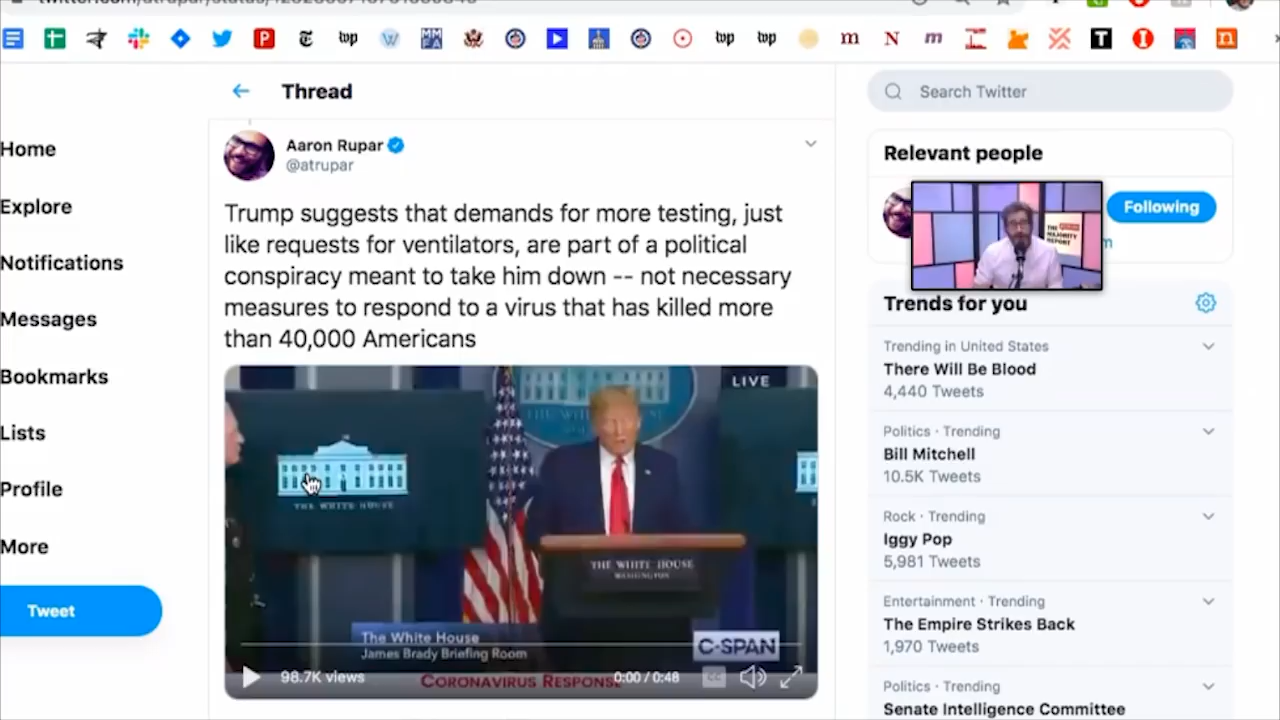 Thread
Search Twitter
Home
Explore
Notifications
Messages
Bookmarks
Lists
Profile
More
Tweet
Aaron Rupar
@atrupar
Trump suggests that demands for more testing, just
like requests for ventilators, are part of a political
conspiracy meant to take him down -- not necessary
measures to respond to a virus that has killed more
than 40,000 Americans
LIVE
THE WHITE HOUSE
THE WHITE HOUSE
WASHINGTON
The White House
James Brady Briefing Room
C-SPAN
98.7K views
0:00 / 0:48
CC
CORONAVIRUS RESPONSE
Relevant people
Following
THE
MAJORITY
REPORT
Trends for you
Trending in United States
There Will Be Blood
4,440 Tweets
Politics · Trending
Bill Mitchell
10.5K Tweets
Rock · Trending
Iggy Pop
5,981 Tweets
Entertainment · Trending
The Empire Strikes Back
1,970 Tweets
Politics · Trending
Senate Intelligence Committee